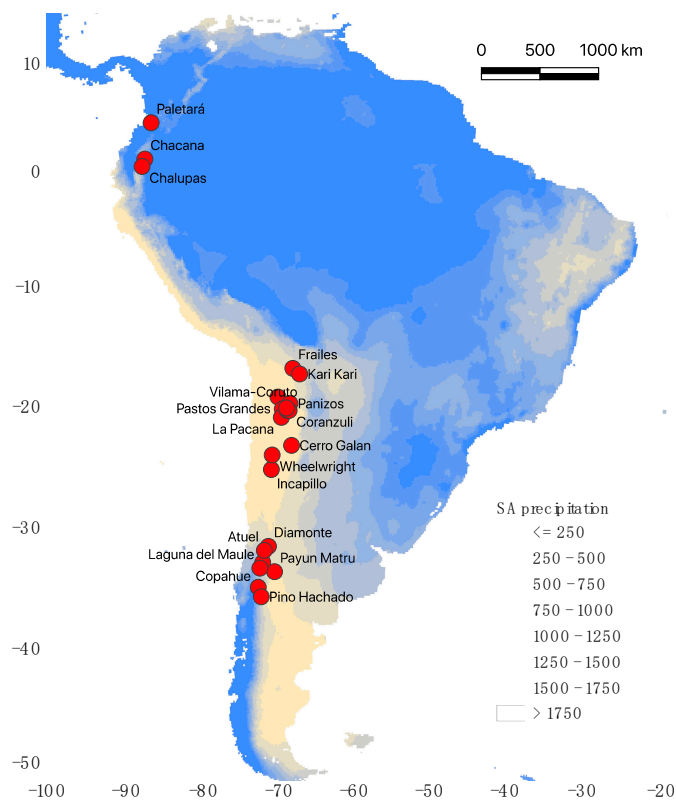 0 500 1000 km
10
Paletará
Chacana
0
Chalupas
-10
Frailes
Kari Kari
Vilama-Coruto
Pastos Grandes
Panizos
-20
Coranzuli
La Pacana
Cerro Galan
Wheelwright
Incapillo
SA precipitation
-30
Diamonte
Atuel
<= 250
Laguna del Maule
Payun Matru
250 - 500
Copahue
500 - 750
Pino Hachado
750 - 1000
1000 - 1250
-40
1250 - 1500
1500 - 1750
> 1750
-50
-100 -90 -80 -70 -60 -50 -40 -30 -20